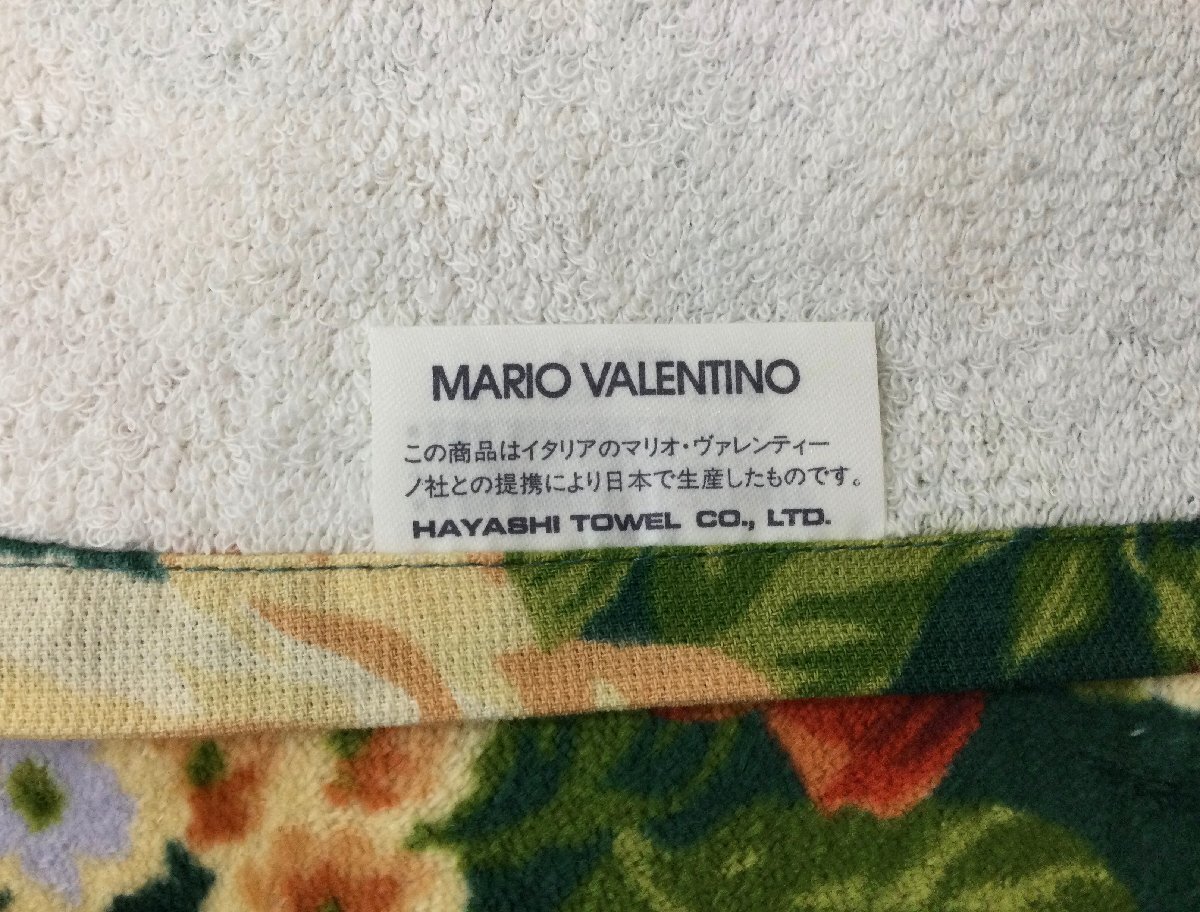 MARIO VALENTINO
この商品はイタリアのマリオ・ヴァレンティー
ノ社との提携により日本で生産したものです。
HAYASHI TOWEL CO., LTD.